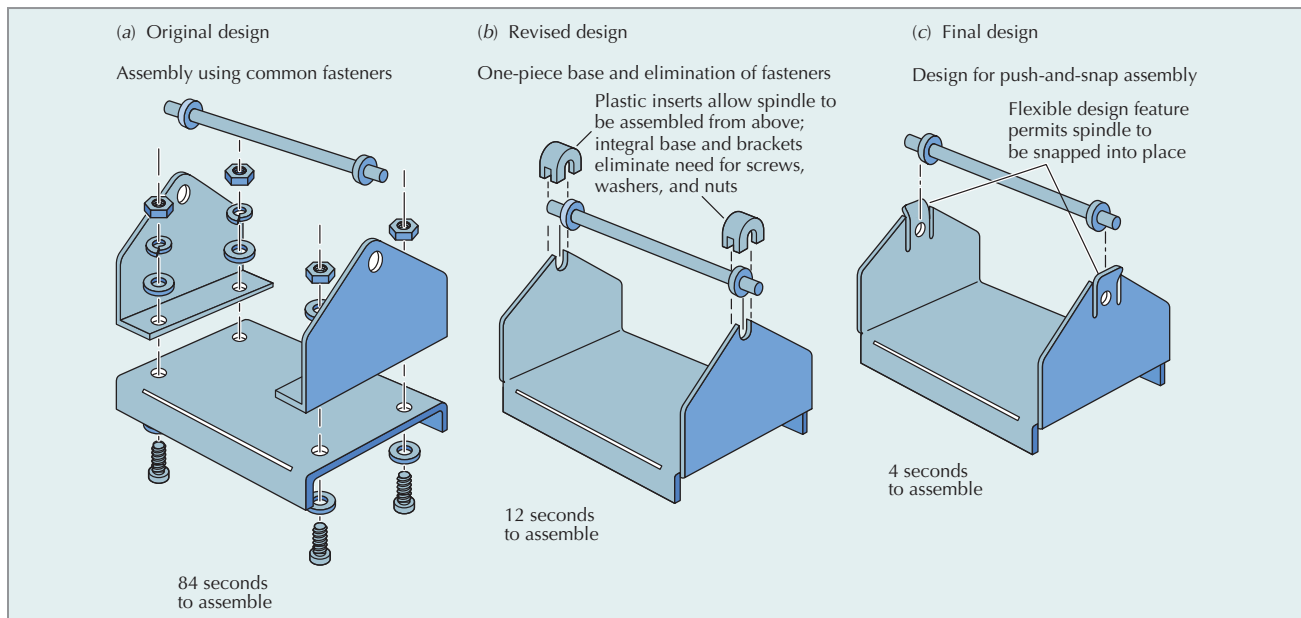 (a) Original design
Assembly using common fasteners
84 seconds
to assemble
(b) Revised design
One-piece base and elimination of fasteners
Plastic inserts allow spindle to
be assembled from above;
integral base and brackets
eliminate need for screws,
washers, and nuts
12 seconds
to assemble
(c) Final design
Design for push-and-snap assembly
Flexible design feature
permits spindle to
be snapped into place
4 seconds
to assemble